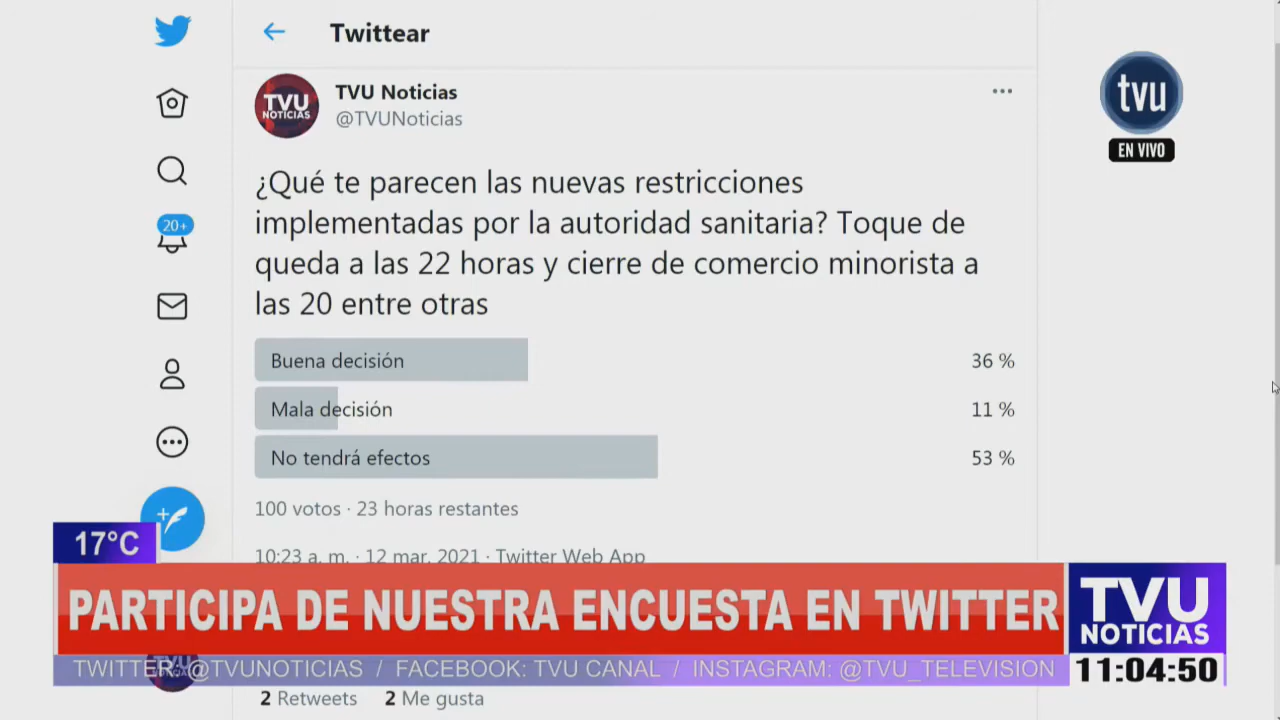 Twittear
TVU
NOTICIAS
TVU Noticias
@TVUNoticias
tvu
EN VIVO
¿Qué te parecen las nuevas restricciones
implementadas por la autoridad sanitaria? Toque de
queda a las 22 horas y cierre de comercio minorista a
las 20 entre otras
20+
Buena decisión 36 %
Mala decisión 11 %
No tendrá efectos 53 %
100 votos · 23 horas restantes
10:23 a. m. · 12 mar. 2021 · Twitter Web App
17°C
PARTICIPA DE NUESTRA ENCUESTA EN TWITTER
TVU
NOTICIAS
TWITTER: @TVUNOTICIAS / FACEBOOK: TVU CANAL / INSTAGRAM: @TVU_TELEVISION
11:04:50
2 Retweets 2 Me gusta